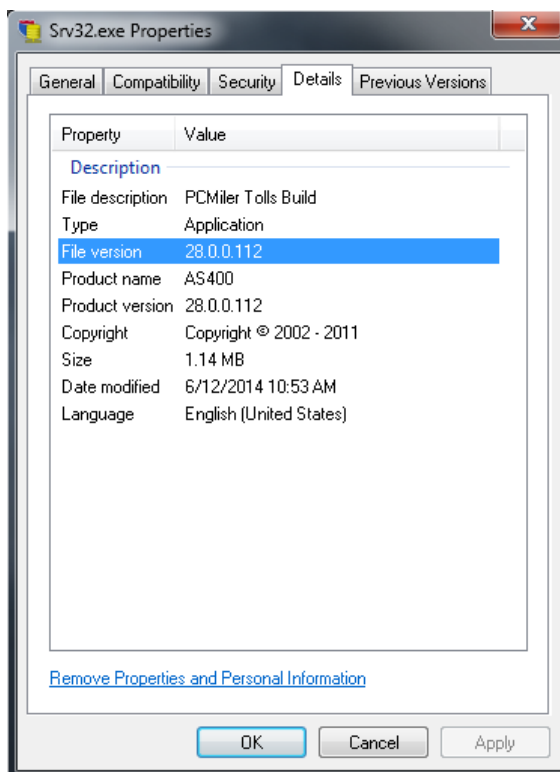 Srv32.exe Properties
General Compatibility Security Details Previous Versions
Property Value
Description
File description PCMiler Tolls Build
Type Application
File version 28.0.0.112
Product name AS400
Product version 28.0.0.112
Copyright Copyright © 2002 - 2011
Size 1.14 MB
Date modified 6/12/2014 10:53 AM
Language English (United States)
Remove Properties and Personal Information
OK Cancel Apply